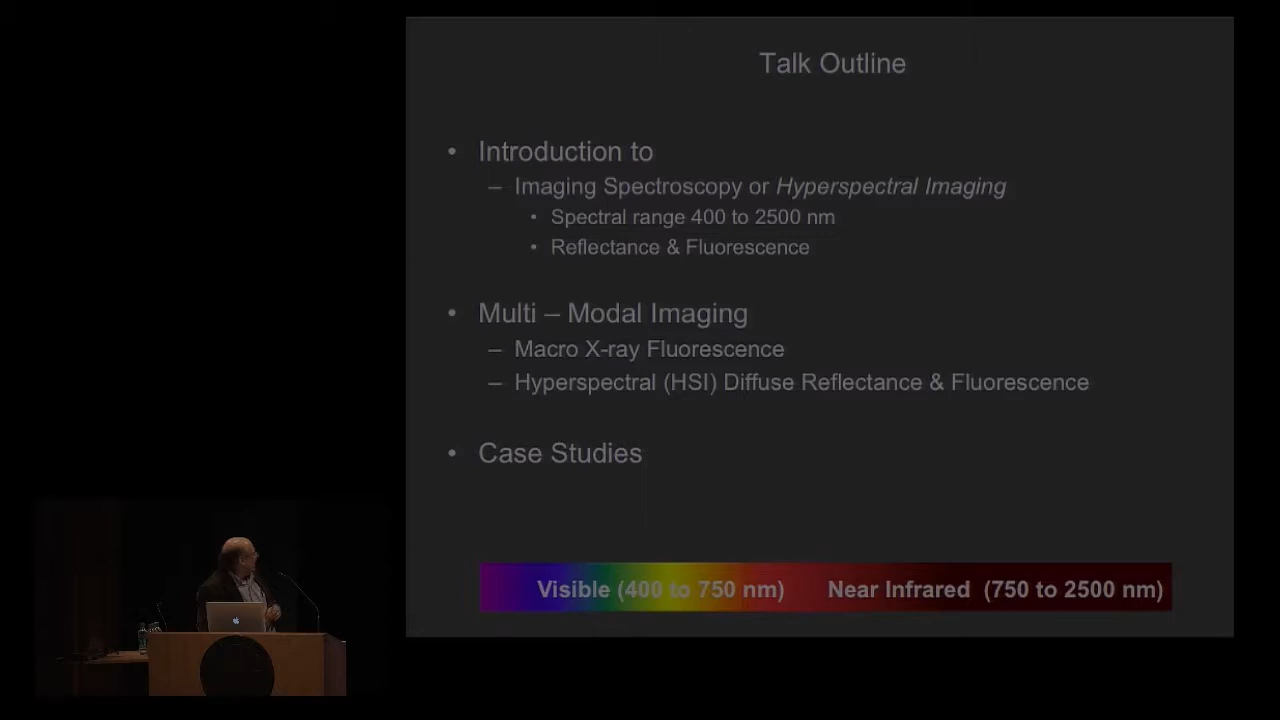 Talk Outline
• Introduction to
– Imaging Spectroscopy or Hyperspectral Imaging
• Spectral range 400 to 2500 nm
• Reflectance & Fluorescence
• Multi – Modal Imaging
– Macro X-ray Fluorescence
– Hyperspectral (HSI) Diffuse Reflectance & Fluorescence
• Case Studies
Visible (400 to 750 nm) Near Infrared (750 to 2500 nm)